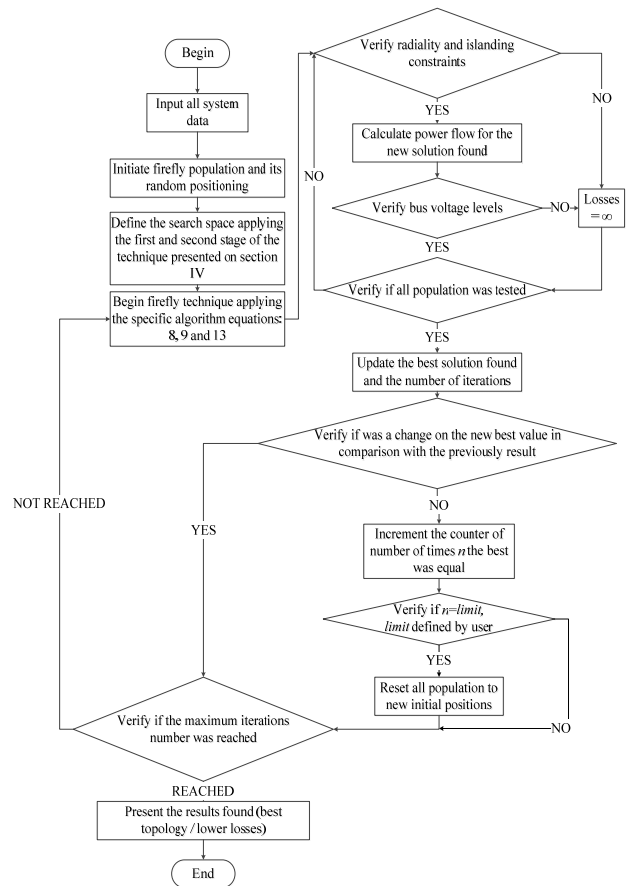 Begin
Input all system
data
Initiate firefly population and its
random positioning
Define the search space applying
the first and second stage of the
technique presented on section
IV
Begin firefly technique applying
the specific algorithm equations:
8, 9 and 13
Verify radiality and islanding
constraints
YES
NO
Calculate power flow for the
new solution found
NO
Verify bus voltage levels
NO
Losses
=∞
YES
Verify if all population was tested
YES
Update the best solution found
and the number of iterations
Verify if was a change on the new best value in
comparison with the previously result
NOT REACHED
YES
NO
Increment the counter of
number of times n the best
was equal
Verify if n=limit,
limit defined by user
YES
Reset all population to
new initial positions
NO
Verify if the maximum iterations
number was reached
REACHED
Present the results found (best
topology / lower losses)
End